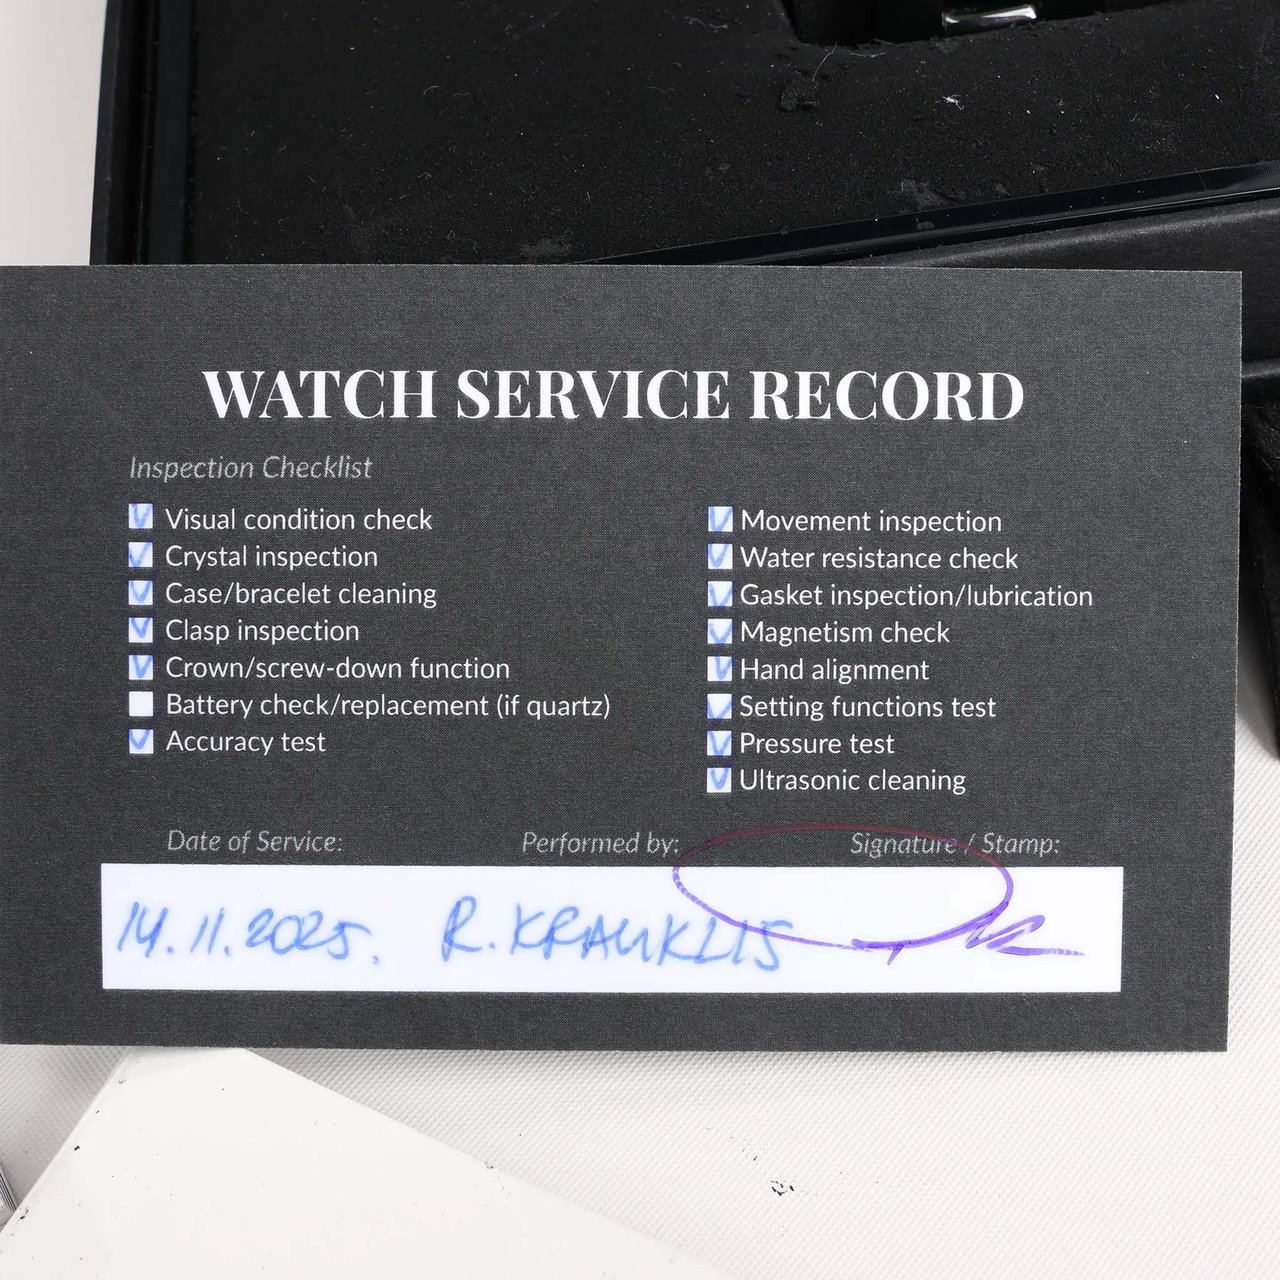 WATCH SERVICE RECORD
Inspection Checklist
Visual condition check
Crystal inspection
Case/bracelet cleaning
Clasp inspection
Crown/screw-down function
Battery check/replacement (if quartz)
Accuracy test
Movement inspection
Water resistance check
Gasket inspection/lubrication
Magnetism check
Hand alignment
Setting functions test
Pressure test
Ultrasonic cleaning
Date of Service: Performed by: Signature / Stamp:
14.11.2025. R. KRAUKLIS